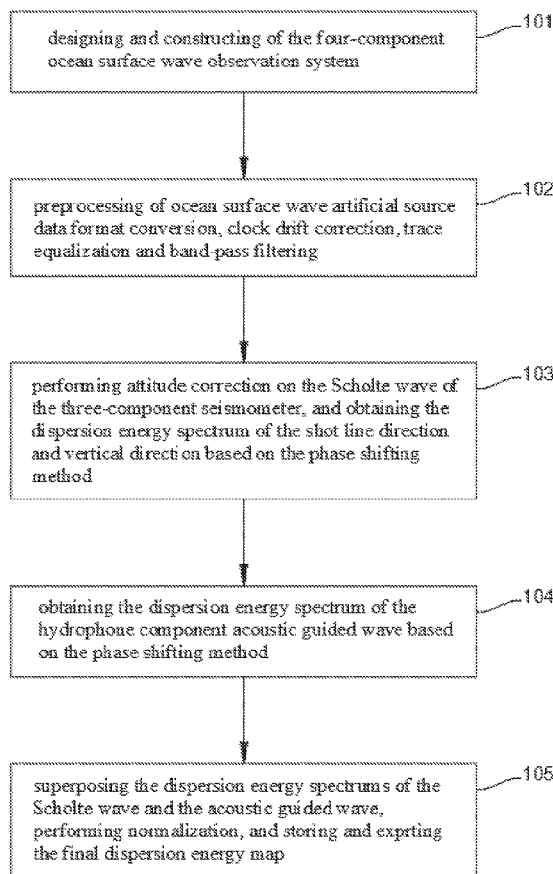 designing and constructing of the four-component
ocean surface wave observation system
101
preprocessing of ocean surface wave artificial source
data format conversion, clock drift correction, trace
equalization and band-pass filtering
102
performing attitude correction on the Scholte wave of
the three-component seismometer, and obtaining the
dispersion energy spectrum of the shot line direction
and vertical direction based on the phase shifting
method
103
obtaining the dispersion energy spectrum of the
hydrophone component acoustic guided wave based
on the phase shifting method
104
superposing the dispersion energy spectrums of the
Scholte wave and the acoustic guided wave,
performing normalization, and storing and exprting
the final dispersion energy map
105